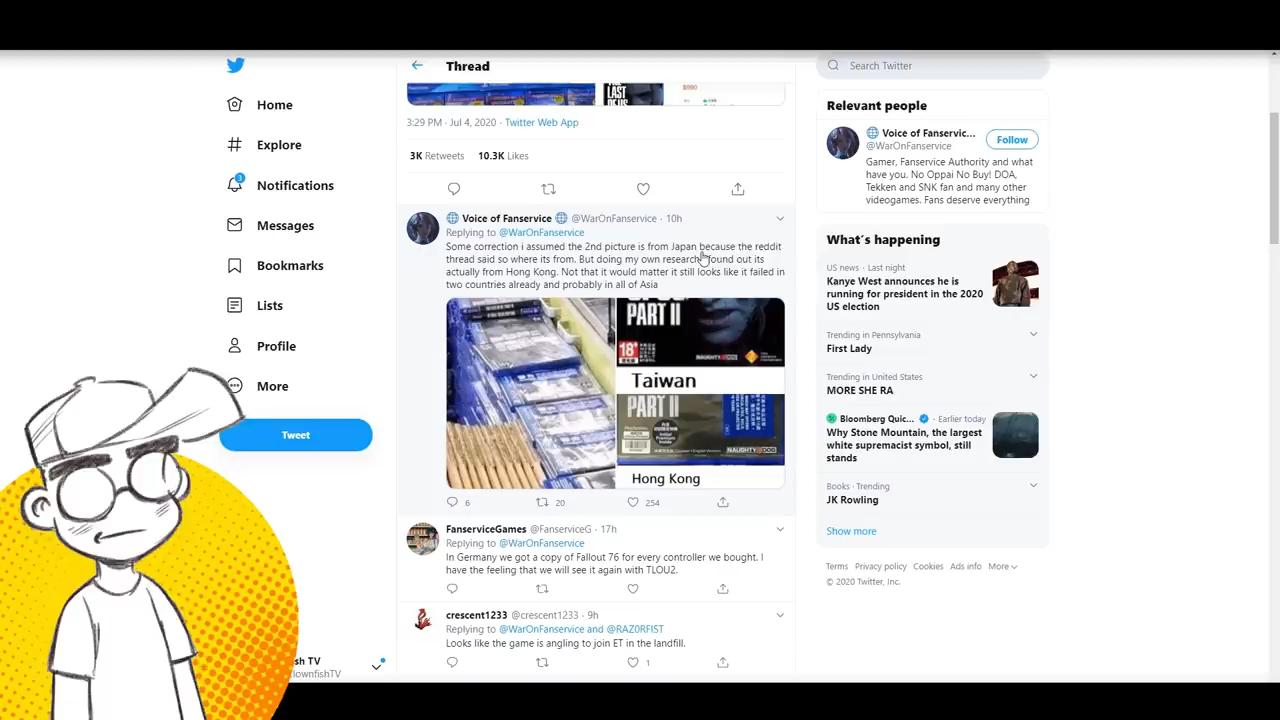 Home
Explore
3
Notifications
Messages
Bookmarks
Lists
Profile
More
Tweet
sh TV
lownfishTV
Thread
THE LAST
$990
3:29 PM · Jul 4, 2020 · Twitter Web App
3K Retweets 10.3K Likes
Voice of Fanservice @WarOnFanservice · 10h
Replying to @WarOnFanservice
Some correction i assumed the 2nd picture is from Japan because the reddit
thread said so where its from. But doing my own research found out its
actually from Hong Kong. Not that it would matter it still looks like it failed in
two countries already and probably in all of Asia
PART II
18+
NAUGHTY DOG
Taiwan
PART II
NAUGHTY DOG
Hong Kong
6 20 254
FanserviceGames @FanserviceG · 17h
Replying to @WarOnFanservice
In Germany we got a copy of Fallout 76 for every controller we bought. I
have the feeling that we will see it again with TLOU2.
crescent1233 @crescent1233 · 9h
Replying to @WarOnFanservice and @RAZ0RFIST
Looks like the game is angling to join ET in the landfill.
1
Search Twitter
Relevant people
Voice of Fanservic...
@WarOnFanservice
Follow
Gamer, Fanservice Authority and what
have you. No Oppai No Buy! DOA,
Tekken and SNK fan and many other
videogames. Fans deserve everything
What's happening
US news · Last night
Kanye West announces he is
running for president in the 2020
US election
Trending in Pennsylvania
First Lady
Trending in United States
MORE SHE RA
Bloomberg Quic... · Earlier today
Why Stone Mountain, the largest
white supremacist symbol, still
stands
Books · Trending
JK Rowling
Show more
Terms Privacy policy Cookies Ads info More
© 2020 Twitter, Inc.